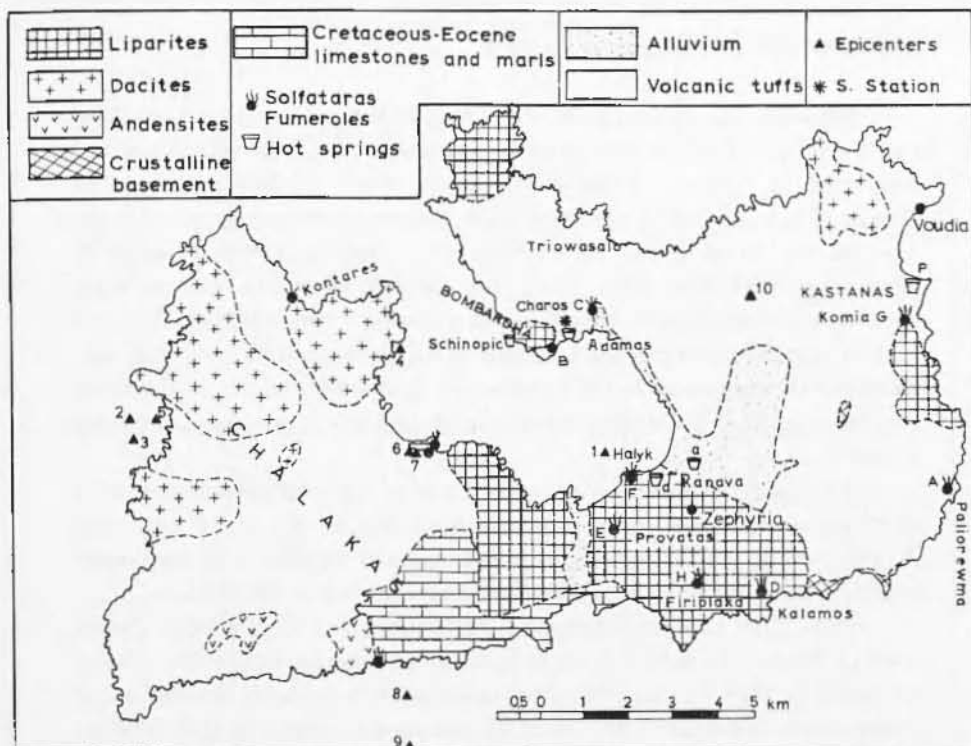 Liparites
Dacites
Andensites
Crustalline
basement
Cretaceous-Eocene
limestones and marls
Solfataras
Fumeroles
Hot springs
Alluvium
Volcanic tuffs
Epicenters
S. Station
Voudia
Triowasalo
P
KASTANAS
Kontares
10
Komia G
BOMBARDA
Charos C
Adamas
Schinopic
B
4
2
3
CHALAKAS
6
7
1 Halyk
a
F
d
Ranava
A
Zephyria
E
Provatas
Paliorewma
H
D
Firiplaka
Kalamos
8
0,5 0 1 2 3 4 5
km
9